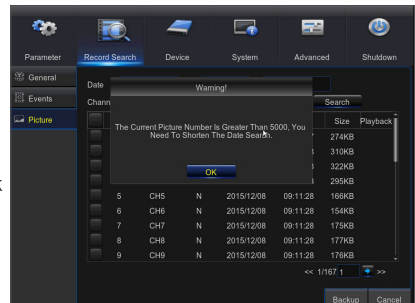 Parameter Record Search Device System Advance Shutdown
General
Events
Picture
Date
Warning!
Chann
Search
Size Playback
The Current Picture Number Is Greater Than 5000, You
Need To Shorten The Date Search.
274KB
310KB
322KB
295KB
OK
5 CH5 N 2015/12/08 09:11:28 166KB
6 CH6 N 2015/12/08 09:11:28 154KB
7 CH7 N 2015/12/08 09:11:28 175KB
8 CH8 N 2015/12/08 09:11:28 177KB
9 CH9 N 2015/12/08 09:11:28 176KB
<< 1/167 1 >>
Backup Cancel